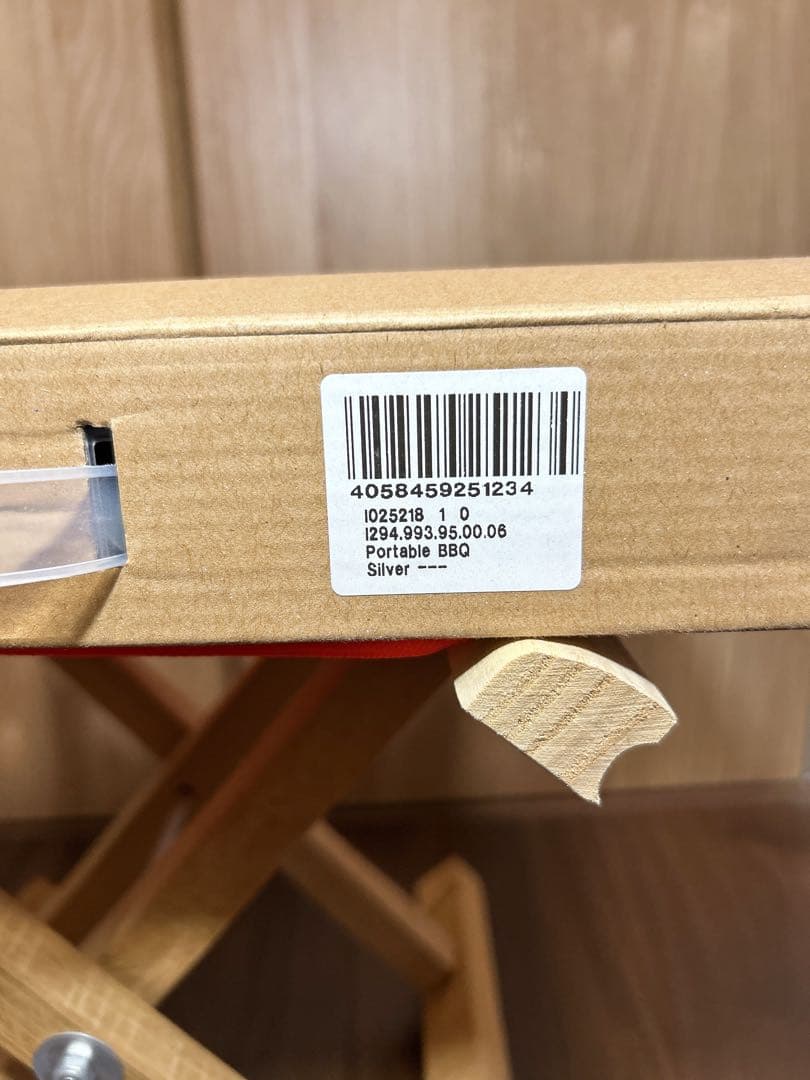 4058459251234
I025218 1 0
I294.993.95.00.06
Portable BBQ
Silver ---